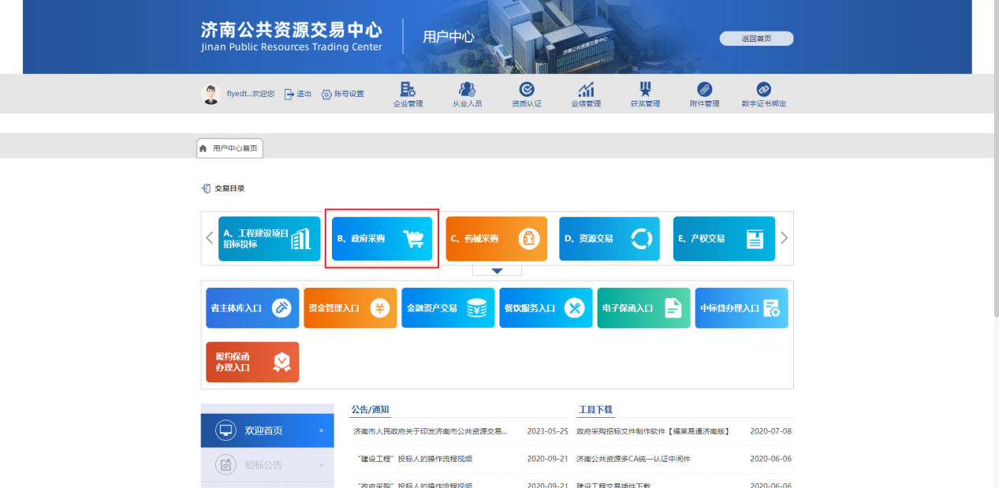 济南公共资源交易中心
Jinan Public Resources Trading Center
用户中心
济南公共资源交易中心
返回首页
flyedt...欢迎您
退出
账号设置
企业管理
从业人员
资质认证
业绩管理
获奖管理
附件管理
数字证书绑定
用户中心首页
交易目录
A、工程建设项目
招标投标
B、政府采购
C、药械采购
D、资源交易
E、产权交易
省主体库入口
资金管理入口
金融资产交易
餐饮服务入口
电子保函入口
中标贷办理入口
履约保函
办理入口
欢迎首页 >
招标公告 >
公告/通知
济南市人民政府关于印发济南市公共资源交易... 2023-05-25
“建设工程”投标人的操作流程视频 2020-09-21
“政府采购”投标人的操作流程视频 2020-09-21
工具下载
政府采购招标文件制作软件【福莱易通济南版】 2020-07-08
济南公共资源多CA统一认证中间件 2020-06-06
建设工程交易插件下载 2020-06-06